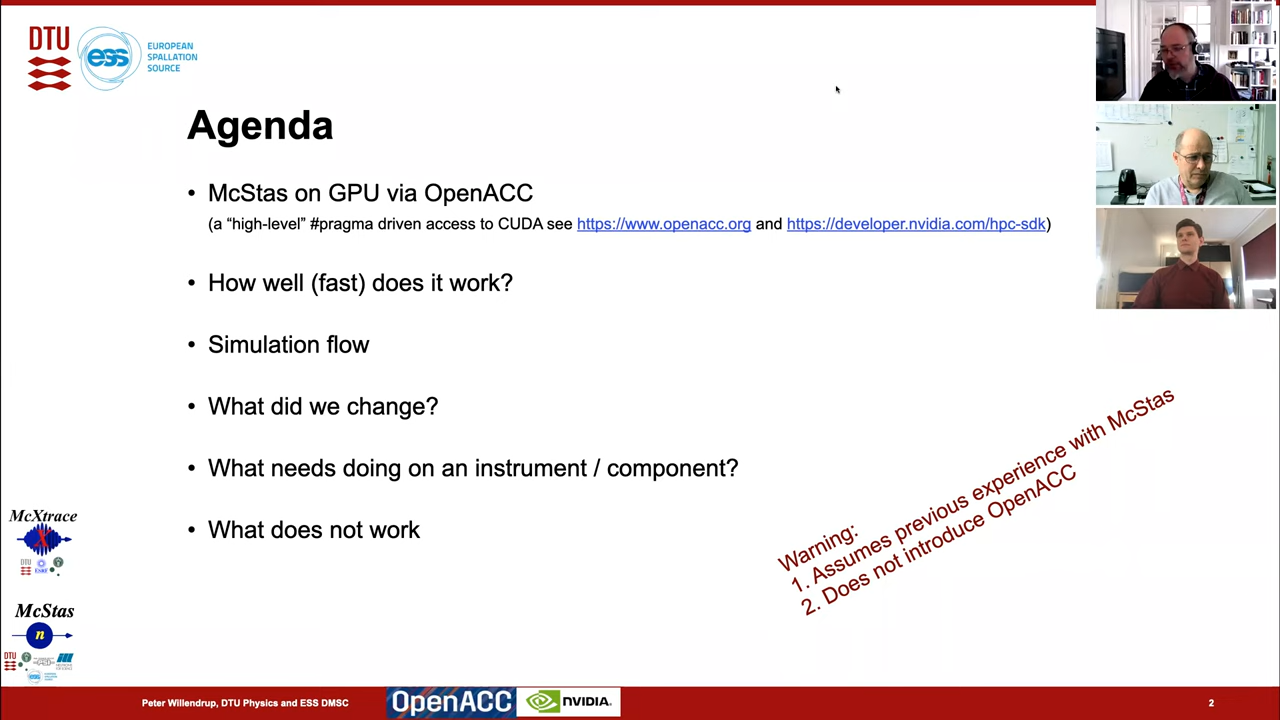 DTU
ess
EUROPEAN
SPALLATION
SOURCE
Agenda
• McStas on GPU via OpenACC
(a “high-level” #pragma driven access to CUDA see https://www.openacc.org and https://developer.nvidia.com/hpc-sdk)
• How well (fast) does it work?
• Simulation flow
• What did we change?
• What needs doing on an instrument / component?
• What does not work
Warning:
1. Assumes previous experience with McStas
2. Does not introduce OpenACC
McXtrace
X
DTU
McStas
n
DTU
ess
Peter Willendrup, DTU Physics and ESS DMSC
OpenACC
NVIDIA.
2